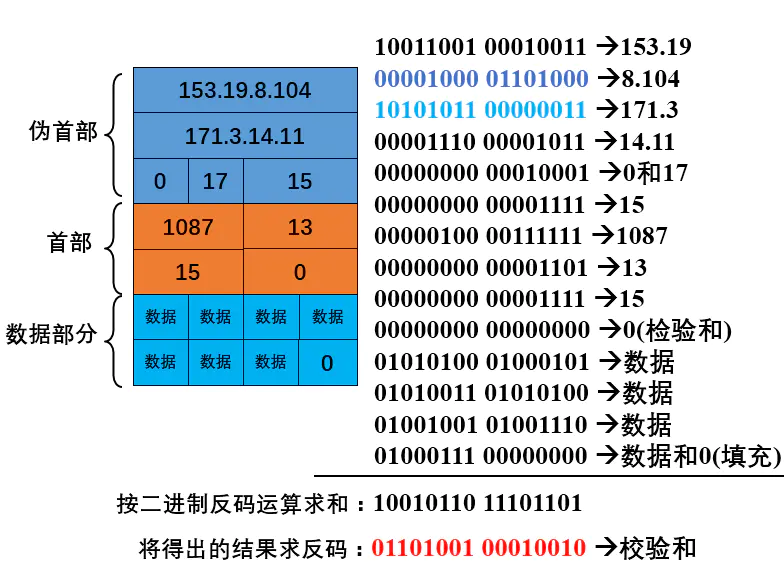 伪首部
153.19.8.104
171.3.14.11
0 17 15
首部
1087 13
15 0
数据部分
数据 数据 数据 数据
数据 数据 数据 0
10011001 00010011 →153.19
00001000 01101000 →8.104
10101011 00000011 →171.3
00001110 00001011 →14.11
00000000 00010001 →0和17
00000000 00001111 →15
00000100 00111111 →1087
00000000 00001101 →13
00000000 00001111 →15
00000000 00000000 →0(检验和)
01010100 01000101 →数据
01010011 01010100 →数据
01001001 01001110 →数据
01000111 00000000 →数据和0(填充)
按二进制反码运算求和：10010110 11101101
将得出的结果求反码：01101001 00010010 →校验和